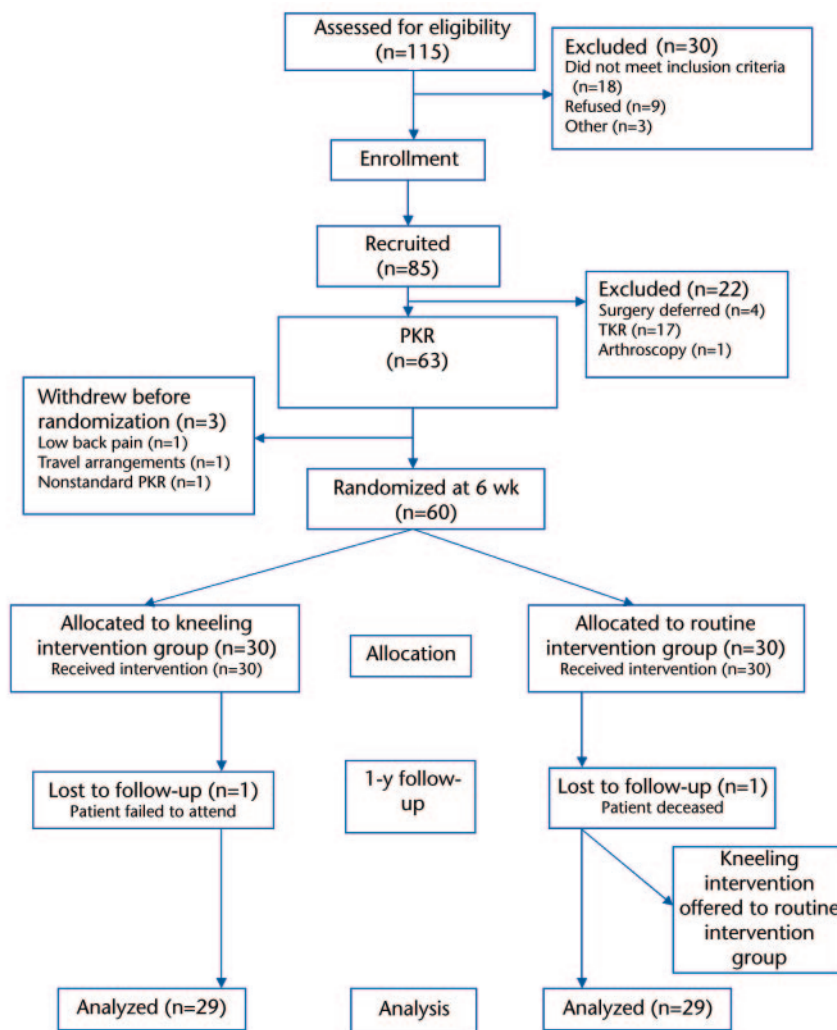 Assessed for eligibility
(n=115)
Excluded (n=30)
Did not meet inclusion criteria
(n=18)
Refused (n=9)
Other (n=3)
Enrollment
Recruited
(n=85)
Excluded (n=22)
Surgery deferred (n=4)
TKR (n=17)
Arthroscopy (n=1)
PKR
(n=63)
Withdrew before
randomization (n=3)
Low back pain (n=1)
Travel arrangements (n=1)
Nonstandard PKR (n=1)
Randomized at 6 wk
(n=60)
Allocated to kneeling
intervention group (n=30)
Received intervention (n=30)
Allocation
Allocated to routine
intervention group (n=30)
Received intervention (n=30)
Lost to follow-up (n=1)
Patient failed to attend
1-y follow-
up
Lost to follow-up (n=1)
Patient deceased
Kneeling
intervention
offered to routine
intervention
group
Analyzed (n=29)
Analysis
Analyzed (n=29)